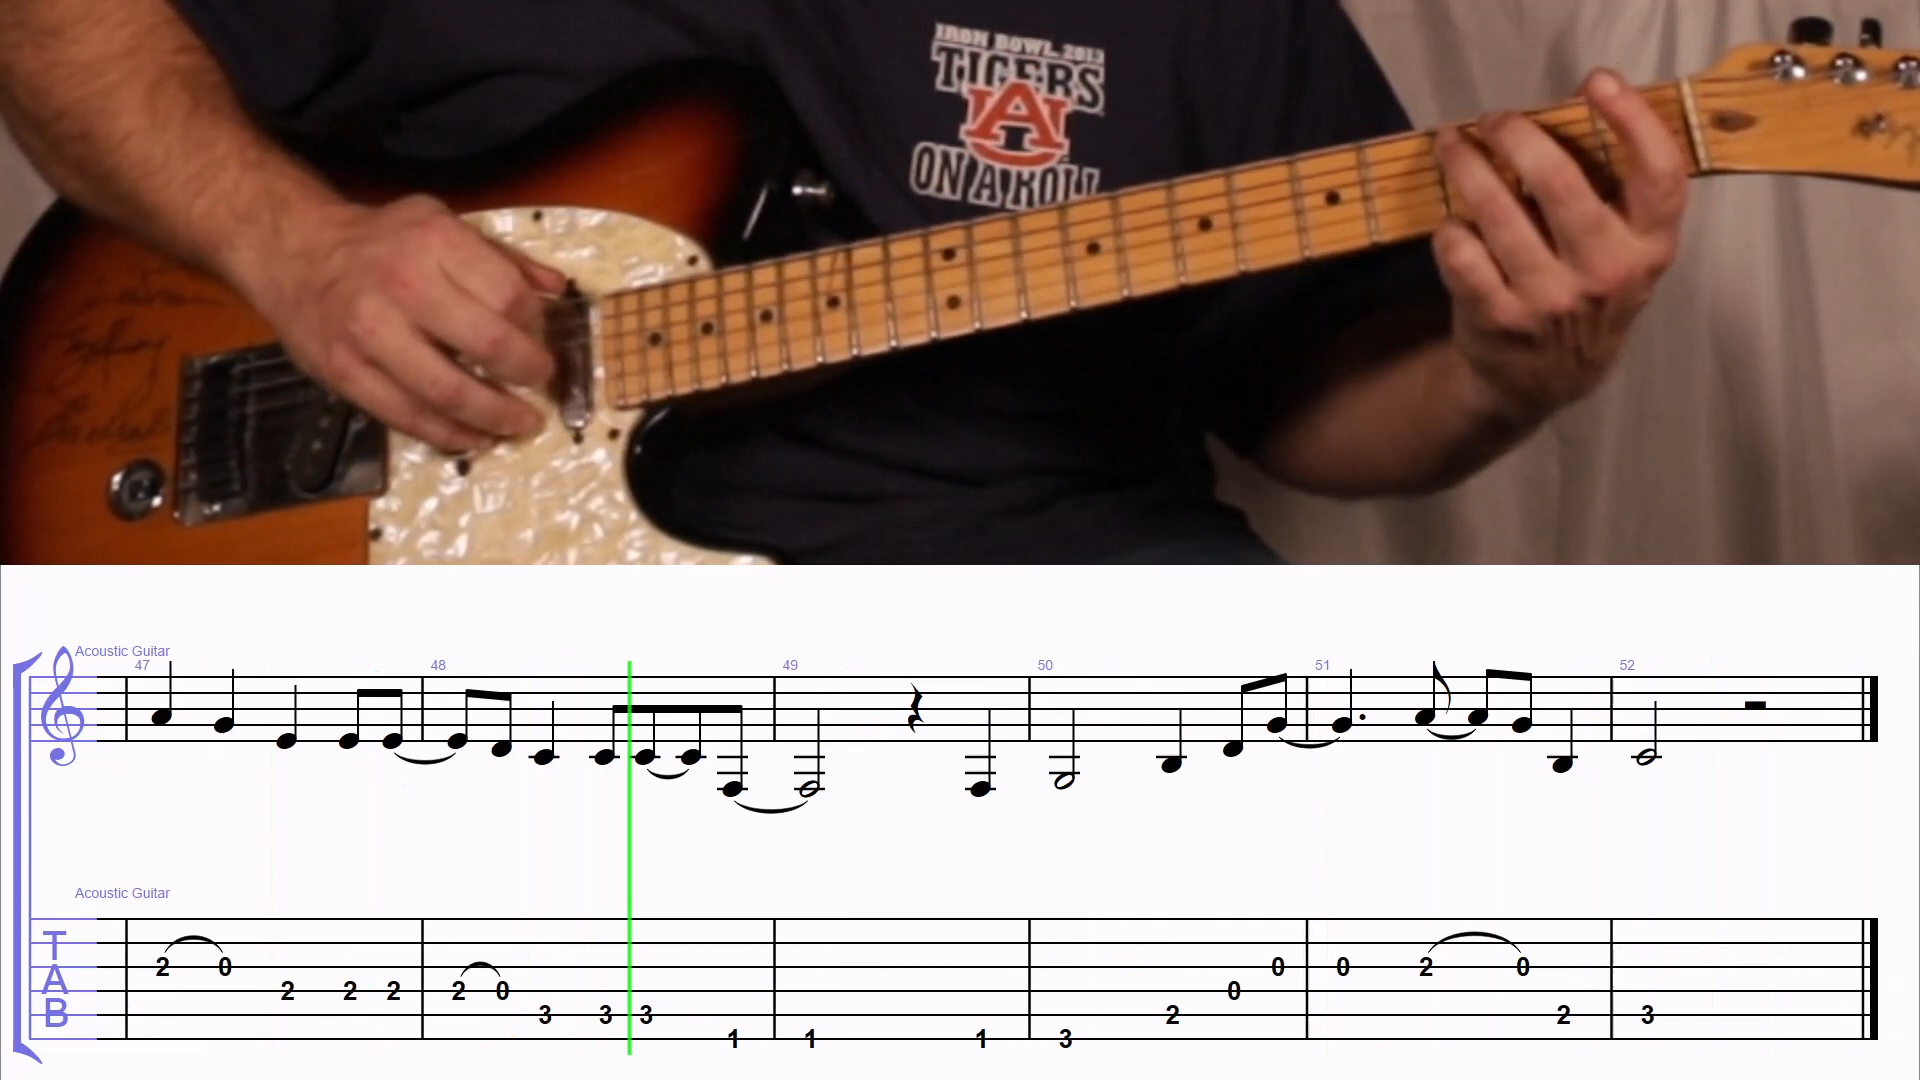 IRON BOWL 2013
TIGERS
AU
ON A ROLL
Acoustic Guitar
47 48 49 50 51 52
Acoustic Guitar
T
A
B
2 0 2 2 2 2 0 3 3 3 1 1 1 3 2 0 0 0 2 0 2 3